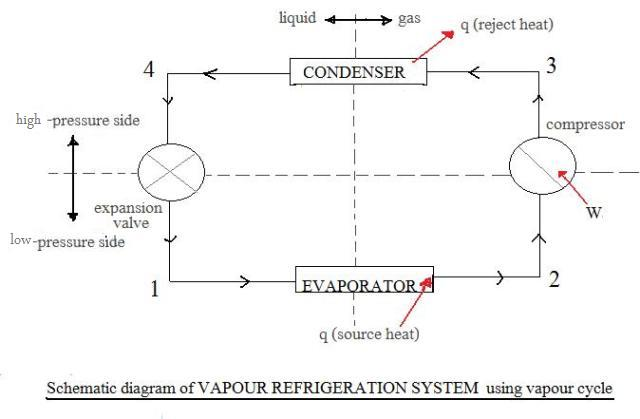 liquid gas
q (reject heat)
4
CONDENSER
3
high -pressure side
compressor
expansion
valve
W
low-pressure side
1
EVAPORATOR
2
q (source heat)
Schematic diagram of VAPOUR REFRIGERATION SYSTEM using vapour cycle